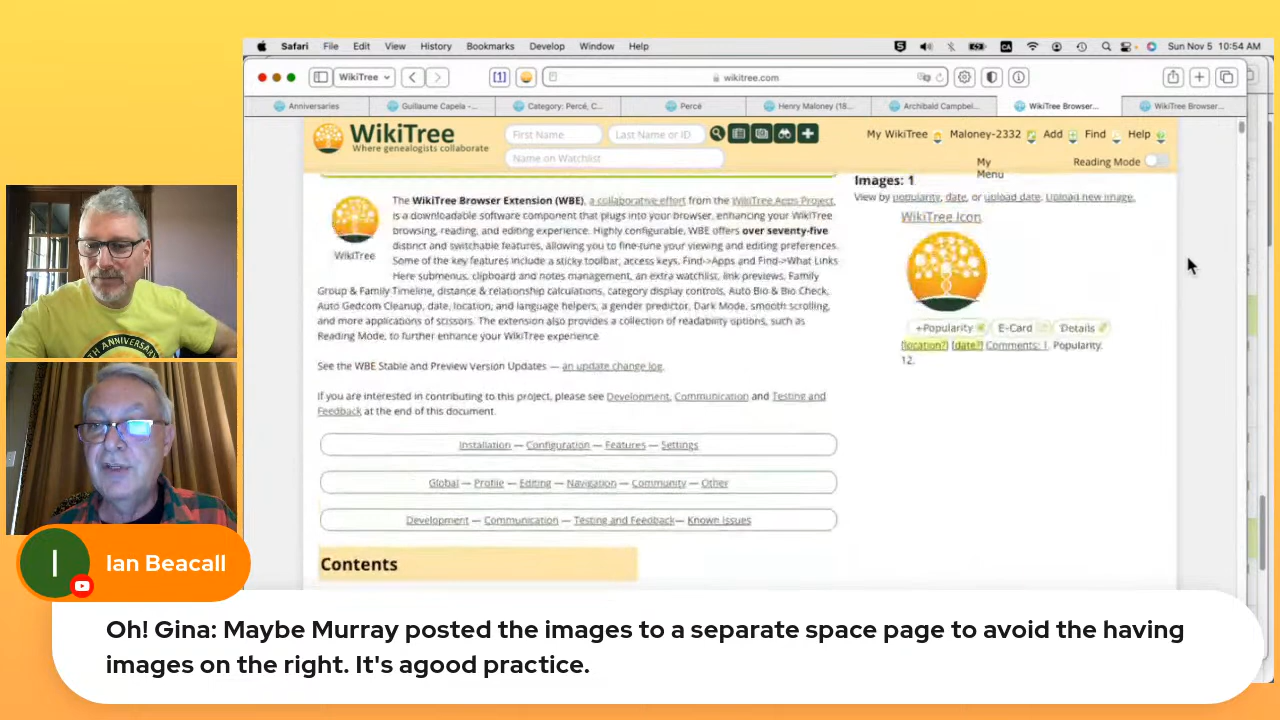 Safari File Edit View History Bookmarks Develop Window Help
CA
Sun Nov 5 10:54 AM
WikiTree
[1]
wikitree.com
Anniversaries
Guillaume Capela -...
Category: Percé, C...
Percé
Henry Maloney (18...
Archibald Campbel...
WikiTree Browser...
WikiTree Browser...
WikiTree
Where genealogists collaborate
First Name
Last Name or ID
Name on Watchlist
My WikiTree
Maloney-2332
Add
Find
Help
My Menu
Reading Mode
The WikiTree Browser Extension (WBE), a collaborative effort from the WikiTree Apps Project,
is a downloadable software component that plugs into your browser, enhancing your WikiTree
browsing, reading, and editing experience. Highly configurable, WBE offers over seventy-five
distinct and switchable features, allowing you to fine-tune your viewing and editing preferences.
Some of the key features include a sticky toolbar, access keys, Find->Apps and Find->What Links
Here submenus, clipboard and notes management, an extra watchlist, link previews, Family
Group & Family Timeline, distance & relationship calculations, category display controls, Auto Bio & Bio Check,
Auto Gedcom Cleanup, date, location, and language helpers, a gender predictor, Dark Mode, smooth scrolling,
and more applications of scissors. The extension also provides a collection of readability options, such as
Reading Mode, to further enhance your WikiTree experience
WikiTree
See the WBE Stable and Preview Version Updates — an update change log.
If you are interested in contributing to this project, please see Development, Communication and Testing and
Feedback at the end of this document.
Installation — Configuration — Features — Settings
Global — Profile — Editing — Navigation — Community — Other
Development — Communication — Testing and Feedback— Known Issues
Contents
Images: 1
View by popularity, date, or upload date. Upload new image.
WikiTree Icon
+Popularity
E-Card
Details
[location?] [date?] Comments: 1. Popularity:
12.
TH ANNIVERSARY
I
Ian Beacall
Oh! Gina: Maybe Murray posted the images to a separate space page to avoid the having
images on the right. It's agood practice.